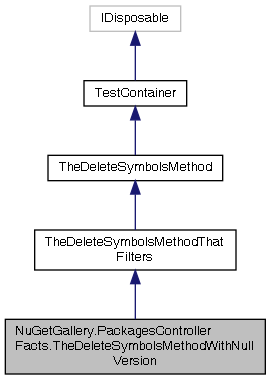 IDisposable
TestContainer
TheDeleteSymbolsMethod
TheDeleteSymbolsMethodThat
Filters
NuGetGallery.PackagesController
Facts.TheDeleteSymbolsMethodWithNull
Version